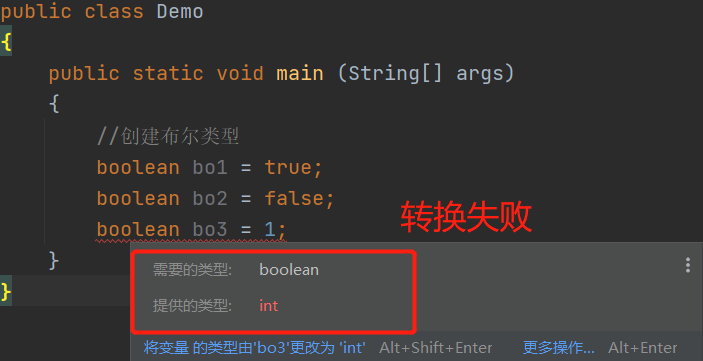 public class Demo
{
public static void main (String[] args)
{
//创建布尔类型
boolean bo1 = true;
boolean bo2 = false;
boolean bo3 = 1;
转换失败
}
需要的类型: boolean
}
提供的类型: int
将变量 的类型由'bo3'更改为 'int' Alt+Shift+Enter 更多操作... Alt+Enter